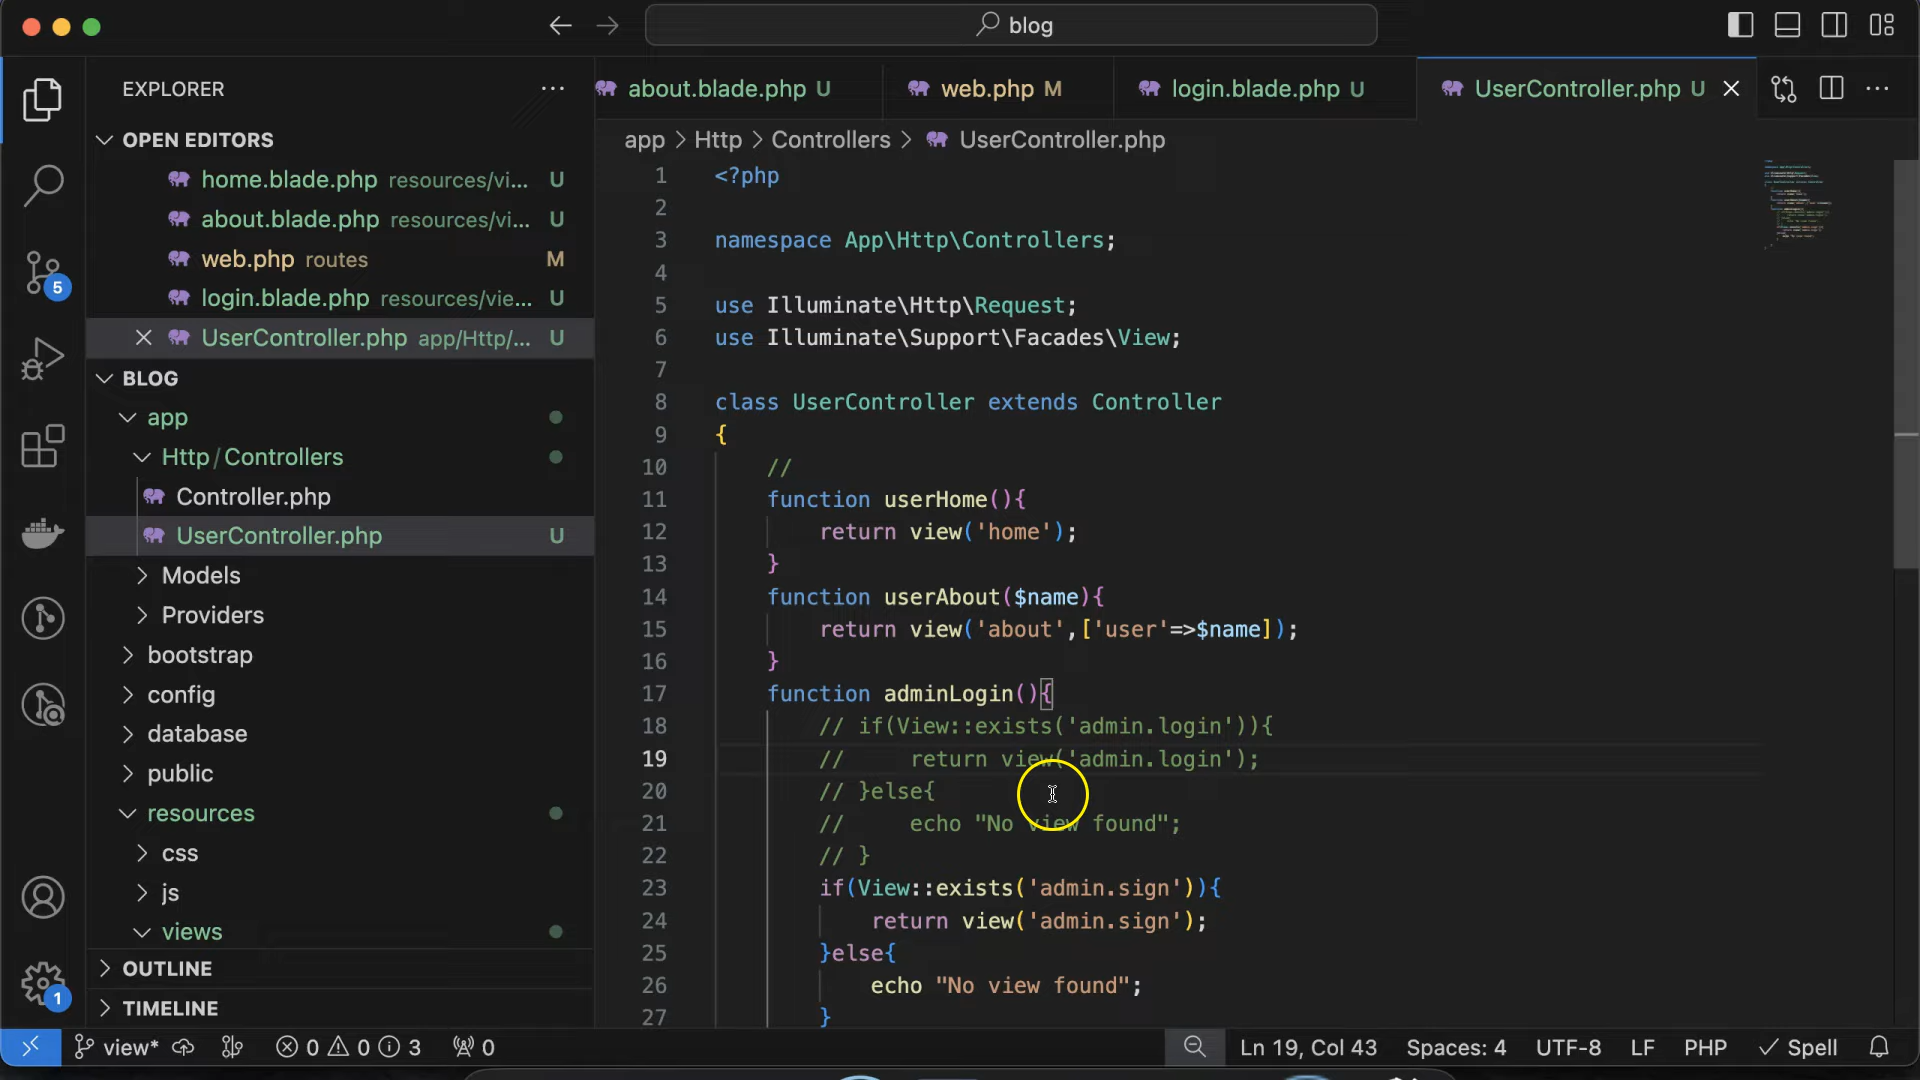 blog
EXPLORER
OPEN EDITORS
home.blade.php resources/vi... U
about.blade.php resources/vi... U
web.php routes M
login.blade.php resources/vie... U
UserController.php app/Http/... U
BLOG
app
Http/Controllers
Controller.php
UserController.php U
Models
Providers
bootstrap
config
database
public
resources
css
js
views
OUTLINE
TIMELINE
5
1
about.blade.php U
web.php M
login.blade.php U
UserController.php U
app > Http > Controllers > UserController.php
1 <?php
2
3 namespace App\Http\Controllers;
4
5 use Illuminate\Http\Request;
6 use Illuminate\Support\Facades\View;
7
8 class UserController extends Controller
9 {
10 //
11 function userHome(){
12 return view('home');
13 }
14 function userAbout($name){
15 return view('about',['user'=>$name]);
16 }
17 function adminLogin(){
18 // if(View::exists('admin.login')){
19 // return view('admin.login');
20 // }else{
21 // echo "No view found";
22 // }
23 if(View::exists('admin.sign')){
24 return view('admin.sign');
25 }else{
26 echo "No view found";
27 }
view* 0 0 3 0 Ln 19, Col 43 Spaces: 4 UTF-8 LF PHP Spell